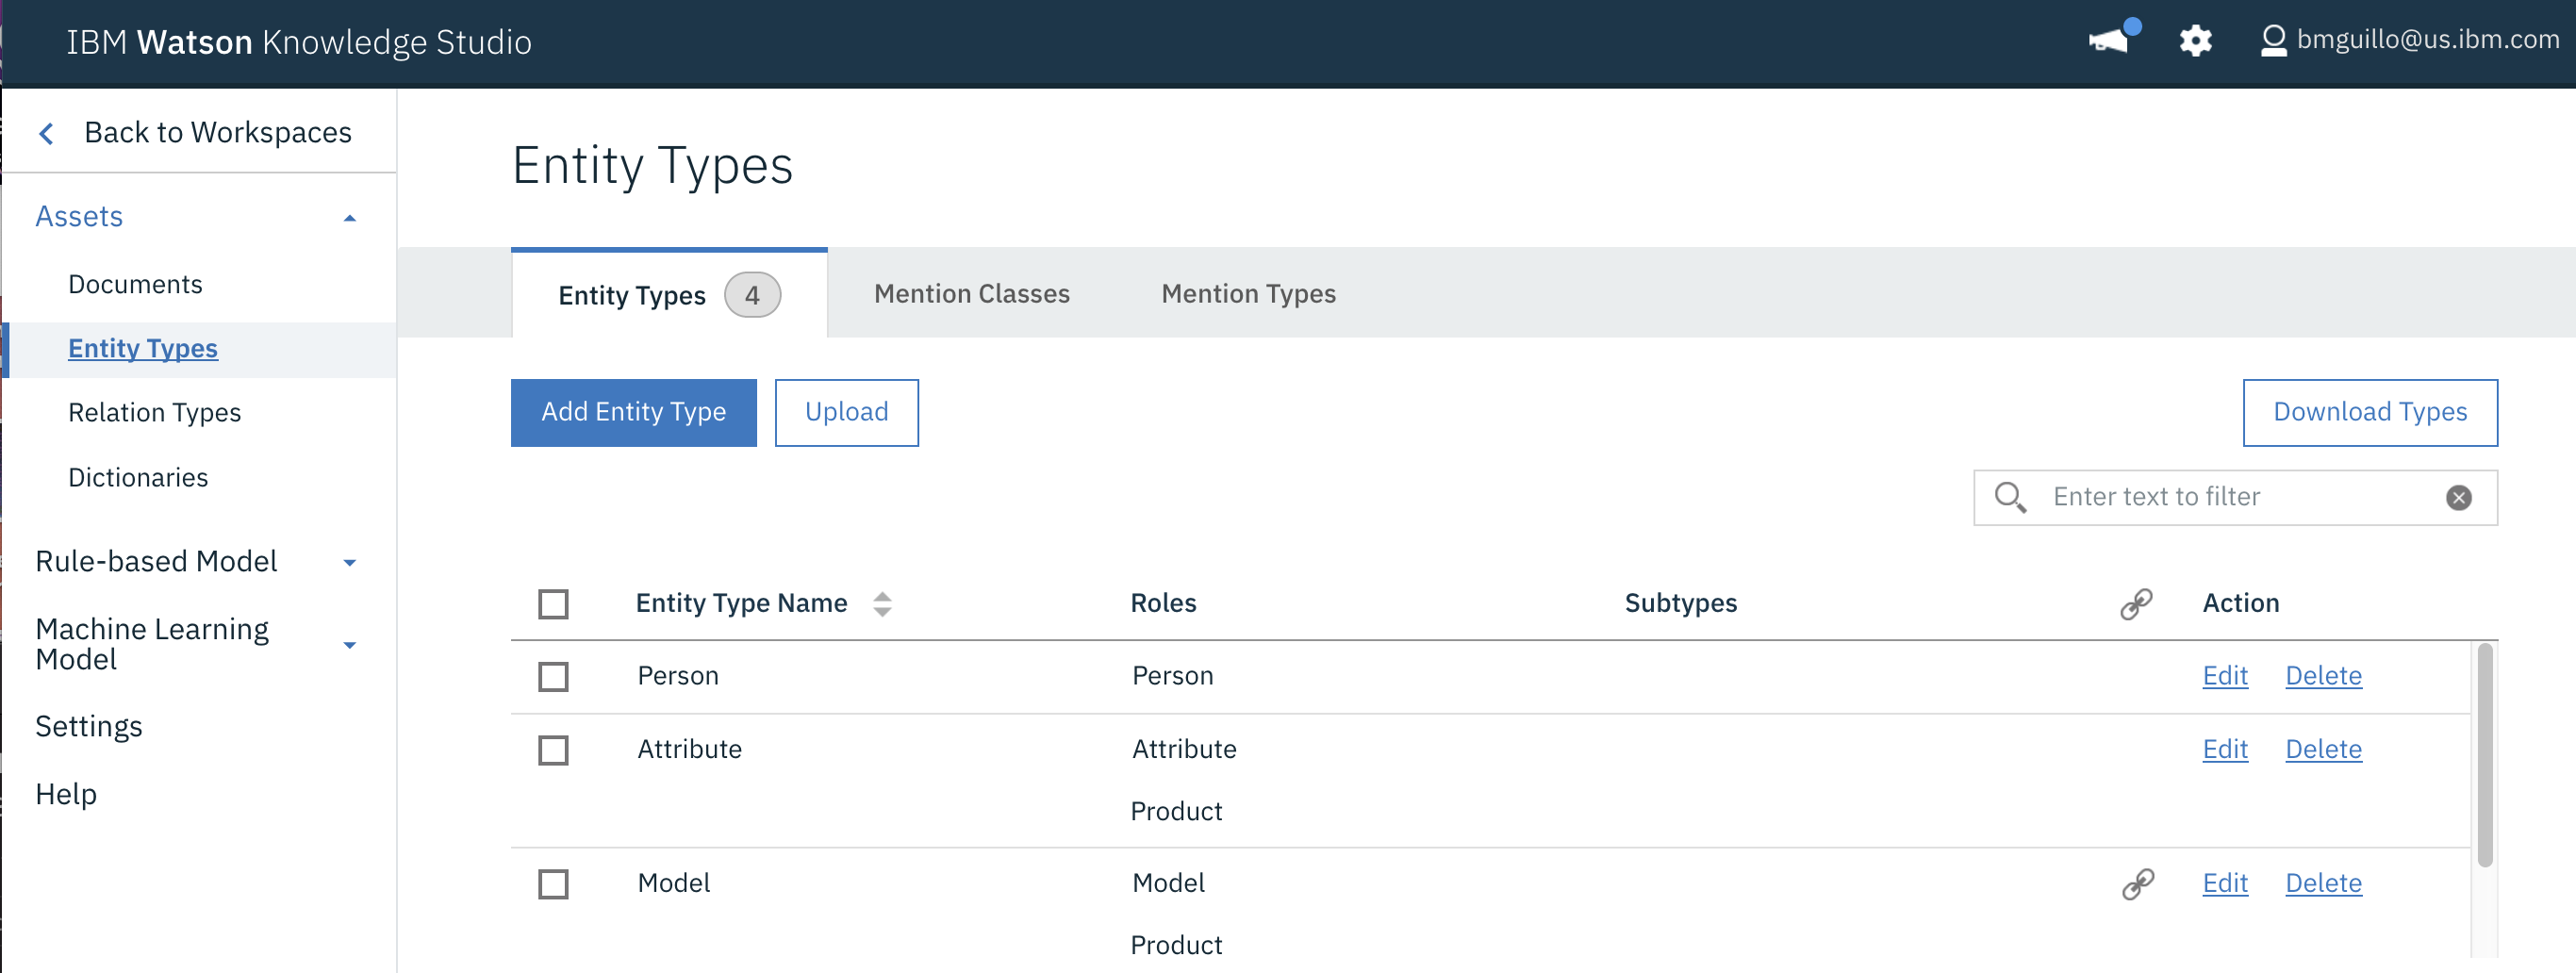 IBM Watson Knowledge Studio
bmguillo@us.ibm.com
Back to Workspaces
Assets
Documents
Entity Types
Relation Types
Dictionaries
Rule-based Model
Machine Learning
Model
Settings
Help
Entity Types
Entity Types 4 Mention Classes Mention Types
Add Entity Type Upload Download Types
Enter text to filter
Entity Type Name Roles Subtypes Action
Person Person Edit Delete
Attribute Attribute Edit Delete
Product
Model Model Edit Delete
Product